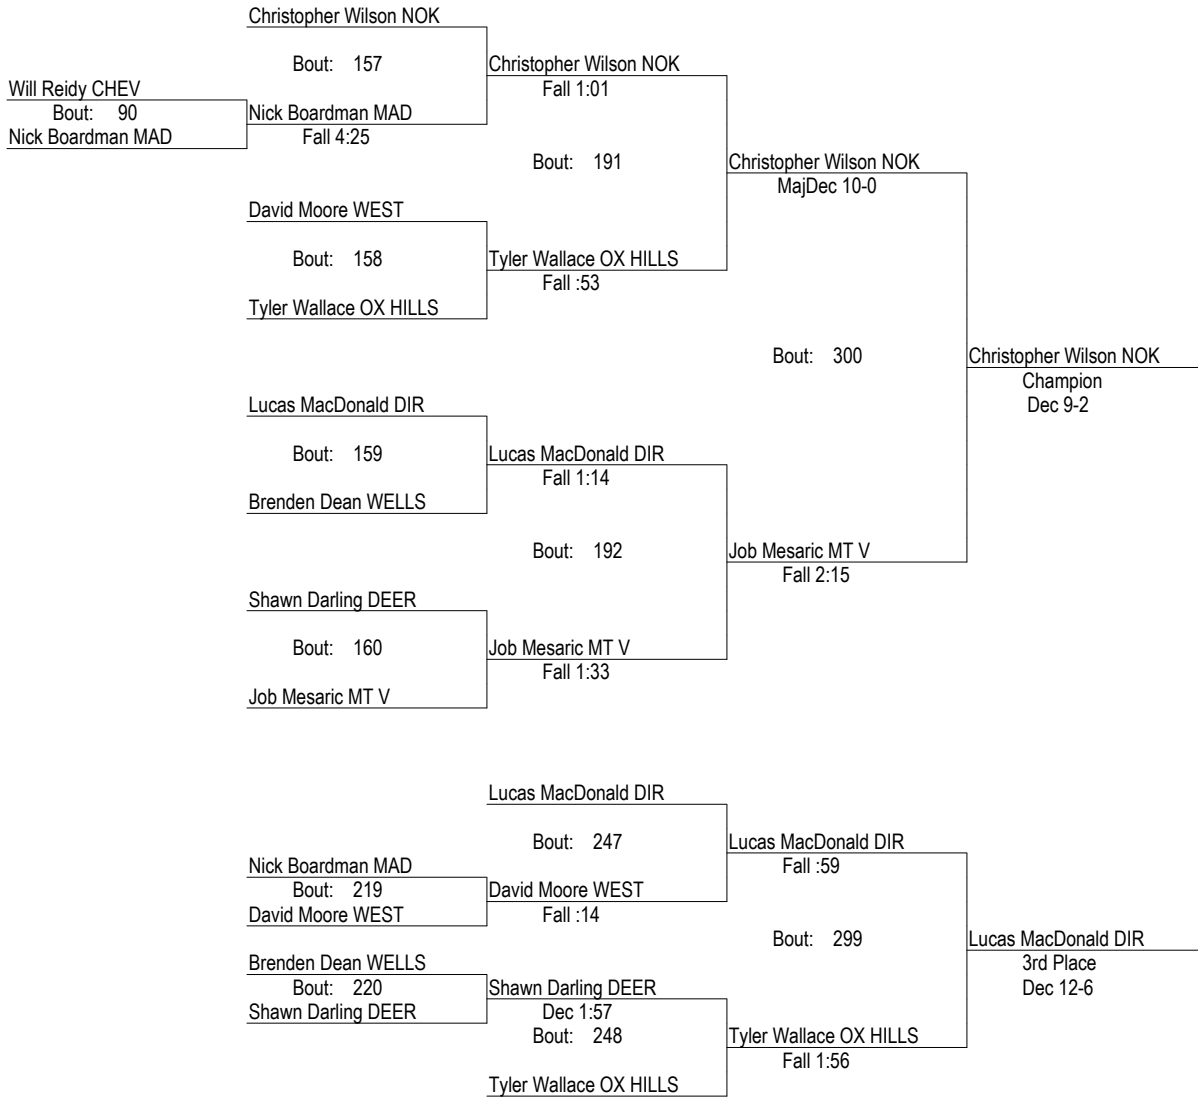 Christopher Wilson NOK
Bout: 157
Christopher Wilson NOK
Fall 1:01
Will Reidy CHEV
Bout: 90
Nick Boardman MAD
Nick Boardman MAD
Fall 4:25
Bout: 191
Christopher Wilson NOK
MajDec 10-0
David Moore WEST
Bout: 158
Tyler Wallace OX HILLS
Fall :53
Tyler Wallace OX HILLS
Bout: 300
Christopher Wilson NOK
Champion
Dec 9-2
Lucas MacDonald DIR
Bout: 159
Lucas MacDonald DIR
Fall 1:14
Brenden Dean WELLS
Bout: 192
Job Mesaric MT V
Fall 2:15
Shawn Darling DEER
Bout: 160
Job Mesaric MT V
Fall 1:33
Job Mesaric MT V
Lucas MacDonald DIR
Bout: 247
Lucas MacDonald DIR
Fall :59
Nick Boardman MAD
Bout: 219
David Moore WEST
David Moore WEST
Fall :14
Bout: 299
Lucas MacDonald DIR
3rd Place
Dec 12-6
Brenden Dean WELLS
Bout: 220
Shawn Darling DEER
Shawn Darling DEER
Dec 1:57
Bout: 248
Tyler Wallace OX HILLS
Fall 1:56
Tyler Wallace OX HILLS